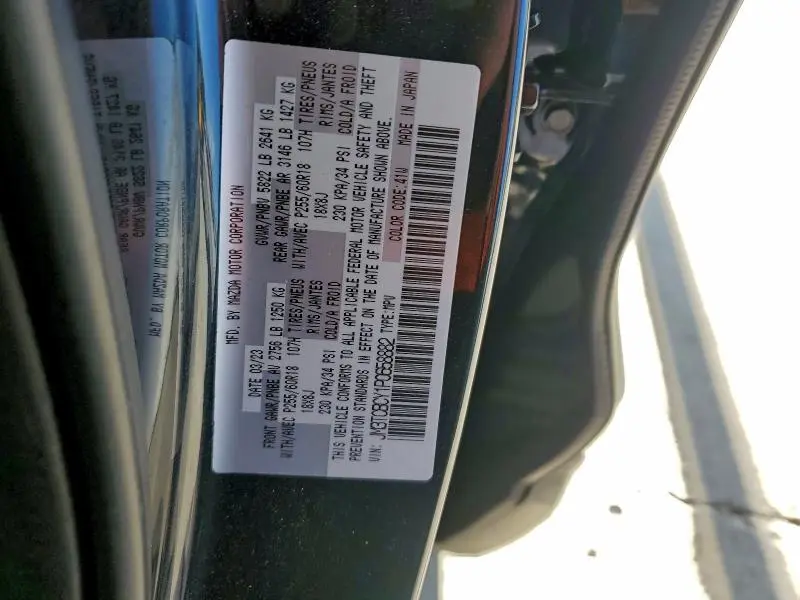 MFD. BY MAZDA MOTOR CORPORATION
DATE 03/23 GVWR/PNBV 5822 LB 2641 KG
FRONT GAWR/PNBE AV 2756 LB 1250 KG REAR GAWR/PNBE AR 3146 LB 1427 KG
WITH/AVEC P255/60R18 107H TIRES/PNEUS WITH/AVEC P255/60R18 107H TIRES/PNEUS
18X8J RIMS/JANTES 18X8J RIMS/JANTES
230 KPA/34 PSI COLD/A FROID 230 KPA/34 PSI COLD/A FROID
THIS VEHICLE CONFORMS TO ALL APPLICABLE FEDERAL MOTOR VEHICLE SAFETY AND THEFT
PREVENTION STANDARDS IN EFFECT ON THE DATE OF MANUFACTURE SHOWN ABOVE.
VIN: JM3TCBCY1P0558882 TYPE:MPV COLOR CODE:41W MADE IN JAPAN